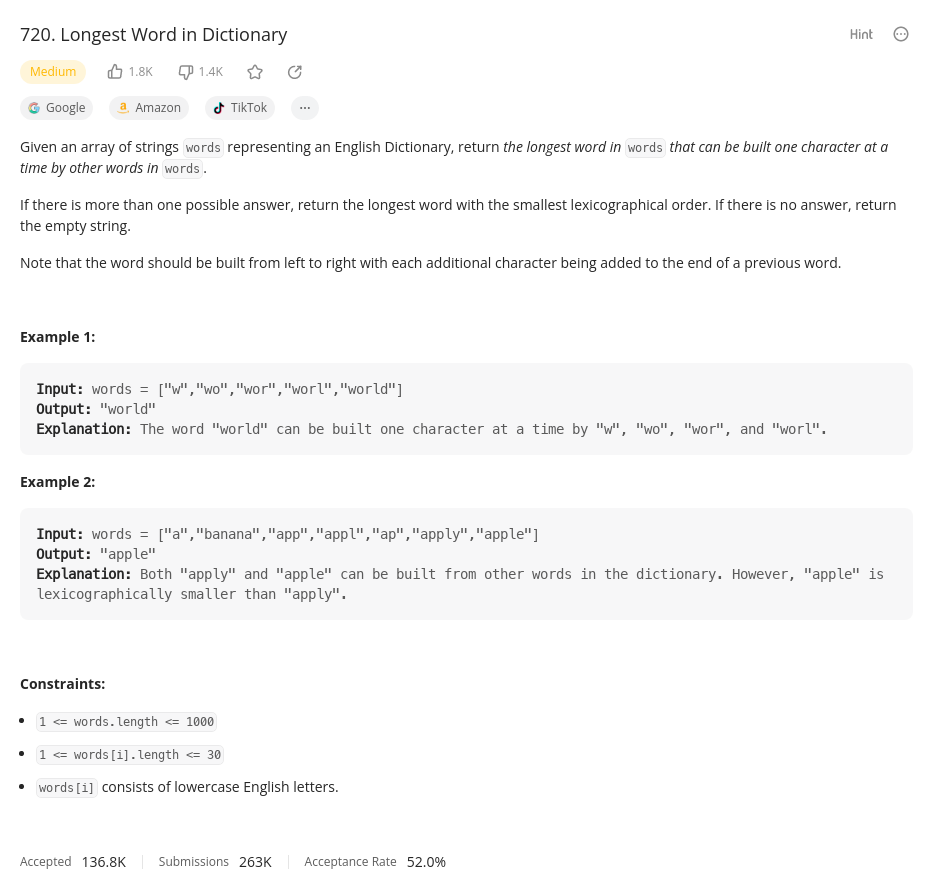 720. Longest Word in Dictionary
Hint
Medium
1.8K
1.4K
Google
Amazon
TikTok
Given an array of strings words representing an English Dictionary, return the longest word in words that can be built one character at a
time by other words in words.
If there is more than one possible answer, return the longest word with the smallest lexicographical order. If there is no answer, return
the empty string.
Note that the word should be built from left to right with each additional character being added to the end of a previous word.
Example 1:
Input: words = ["w","wo","wor","worl","world"]
Output: "world"
Explanation: The word "world" can be built one character at a time by "w", "wo", "wor", and "worl".
Example 2:
Input: words = ["a","banana","app","appl","ap","apply","apple"]
Output: "apple"
Explanation: Both "apply" and "apple" can be built from other words in the dictionary. However, "apple" is
lexicographically smaller than "apply".
Constraints:
1 <= words.length <= 1000
1 <= words[i].length <= 30
words[i] consists of lowercase English letters.
Accepted 136.8K Submissions 263K Acceptance Rate 52.0%